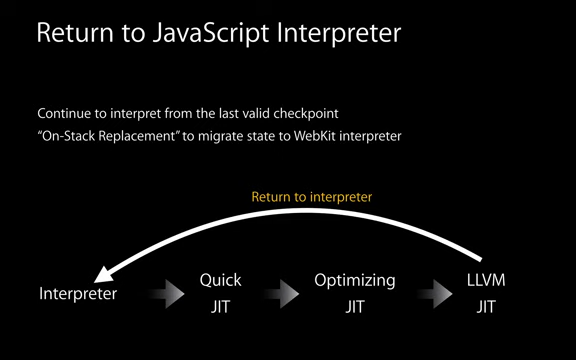 Return to JavaScript Interpreter
Continue to interpret from the last valid checkpoint
“On-Stack Replacement” to migrate state to WebKit interpreter
Return to interpreter
Interpreter
Quick
JIT
Optimizing
JIT
LLVM
JIT